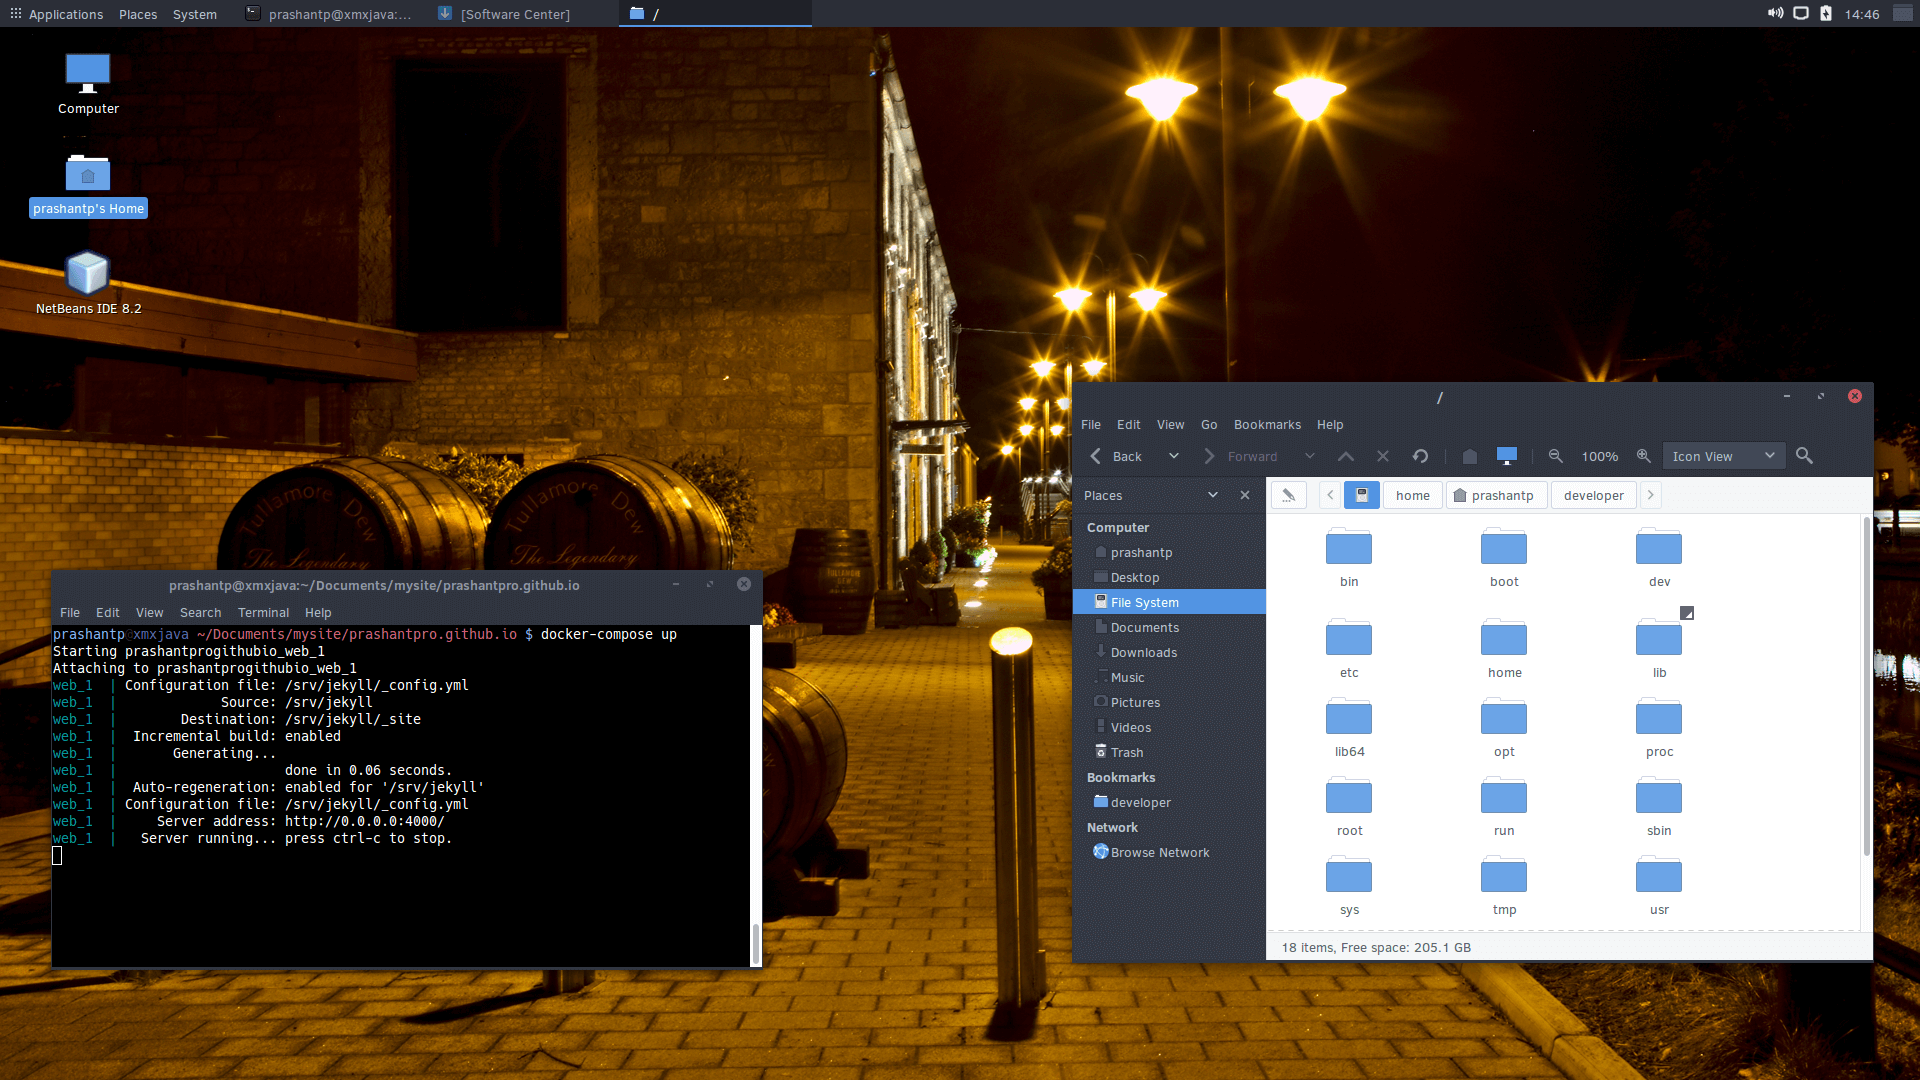 Applications Places System prashantp@xmxjava:... [Software Center] / 14:46
Computer
prashantp's Home
NetBeans IDE 8.2
Tullamore Dew
The Legendary
Tullamore Dew
The Legendary
TULLAMORE
DEW
prashantp@xmxjava:~/Documents/mysite/prashantpro.github.io
File Edit View Search Terminal Help
prashantp@xmxjava ~/Documents/mysite/prashantpro.github.io $ docker-compose up
Starting prashantprogithubio_web_1
Attaching to prashantprogithubio_web_1
web_1 | Configuration file: /srv/jekyll/_config.yml
web_1 | Source: /srv/jekyll
web_1 | Destination: /srv/jekyll/_site
web_1 | Incremental build: enabled
web_1 | Generating...
web_1 | done in 0.06 seconds.
web_1 | Auto-regeneration: enabled for '/srv/jekyll'
web_1 | Configuration file: /srv/jekyll/_config.yml
web_1 | Server address: http://0.0.0.0:4000/
web_1 | Server running... press ctrl-c to stop.
/
File Edit View Go Bookmarks Help
Back Forward 100% Icon View
Places
home prashantp developer
Computer
prashantp
Desktop
File System
Documents
Downloads
Music
Pictures
Videos
Trash
Bookmarks
developer
Network
Browse Network
bin boot dev
etc home lib
lib64 opt proc
root run sbin
sys tmp usr
18 items, Free space: 205.1 GB